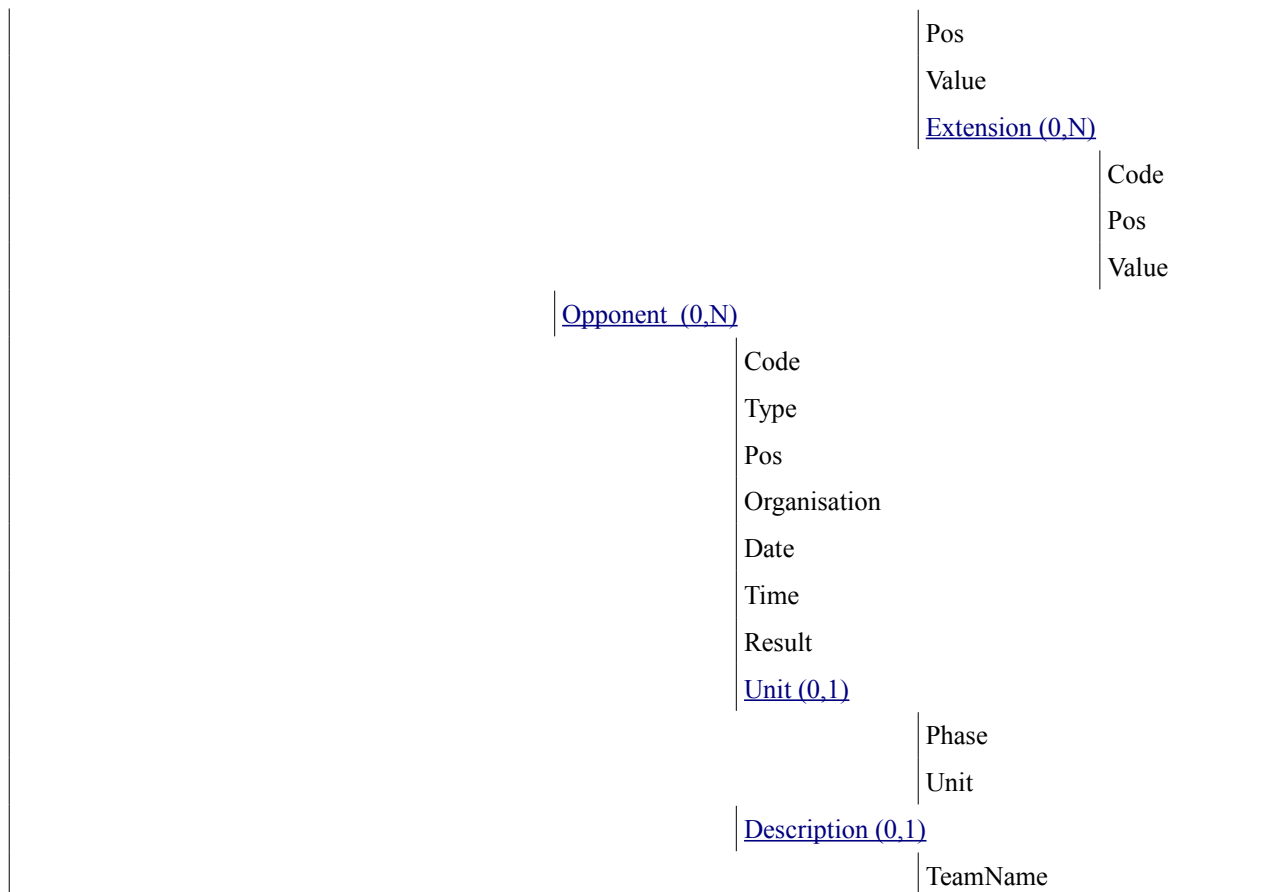 Pos
Value
Extension (0,N)
Code
Pos
Value
Opponent  (0,N)
Code
Type
Pos
Organisation
Date
Time
Result
Unit (0,1)
Phase
Unit
Description (0,1)
TeamName